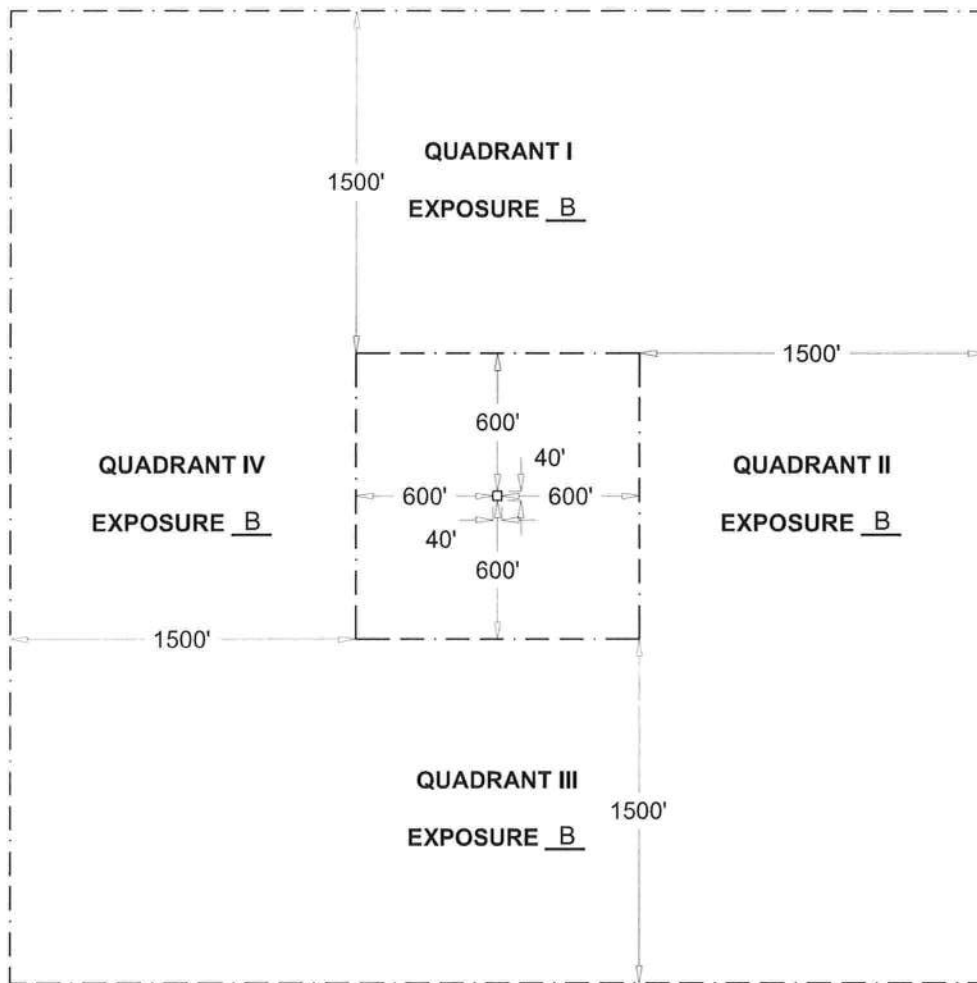 QUADRANT I
1500'
EXPOSURE B
1500'
600'
QUADRANT IV
40'
QUADRANT II
600'
600'
EXPOSURE B
EXPOSURE B
40'
600'
1500'
QUADRANT III
1500'
EXPOSURE B